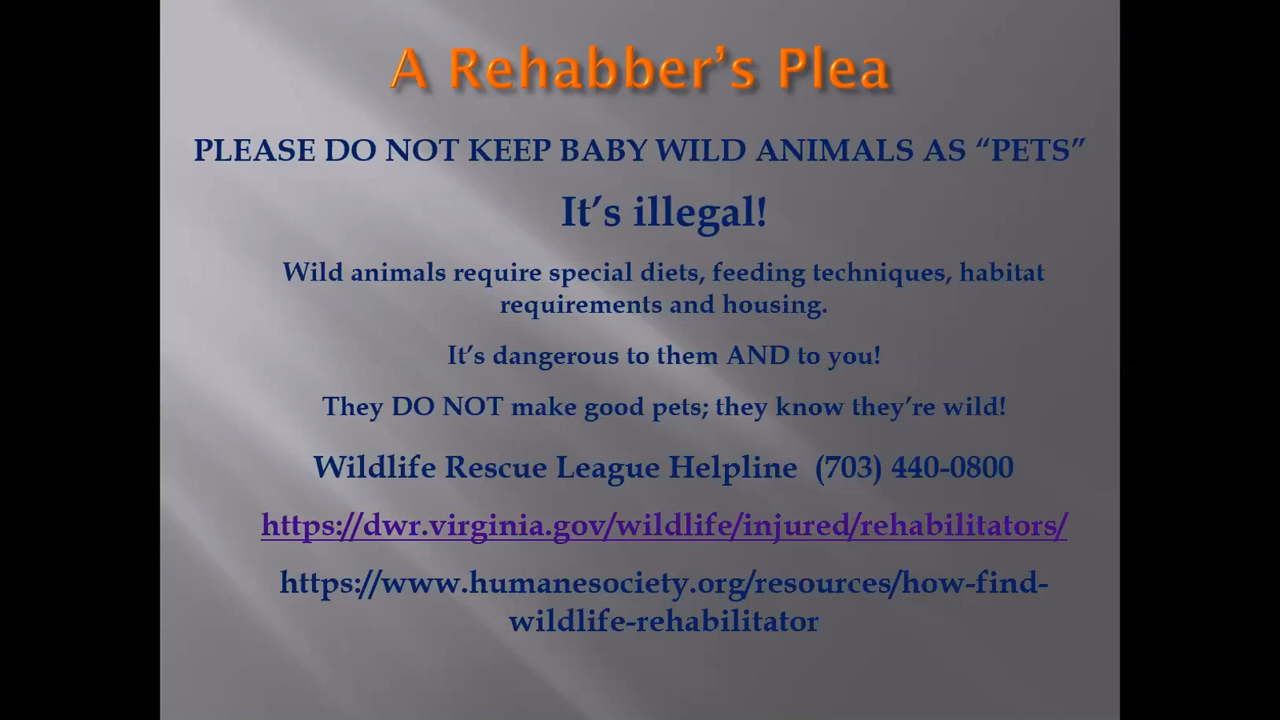 A Rehabber’s Plea
PLEASE DO NOT KEEP BABY WILD ANIMALS AS “PETS”
It’s illegal!
Wild animals require special diets, feeding techniques, habitat
requirements and housing.
It’s dangerous to them AND to you!
They DO NOT make good pets; they know they’re wild!
Wildlife Rescue League Helpline (703) 440-0800
https://dwr.virginia.gov/wildlife/injured/rehabilitators/
https://www.humanesociety.org/resources/how-find-
wildlife-rehabilitator